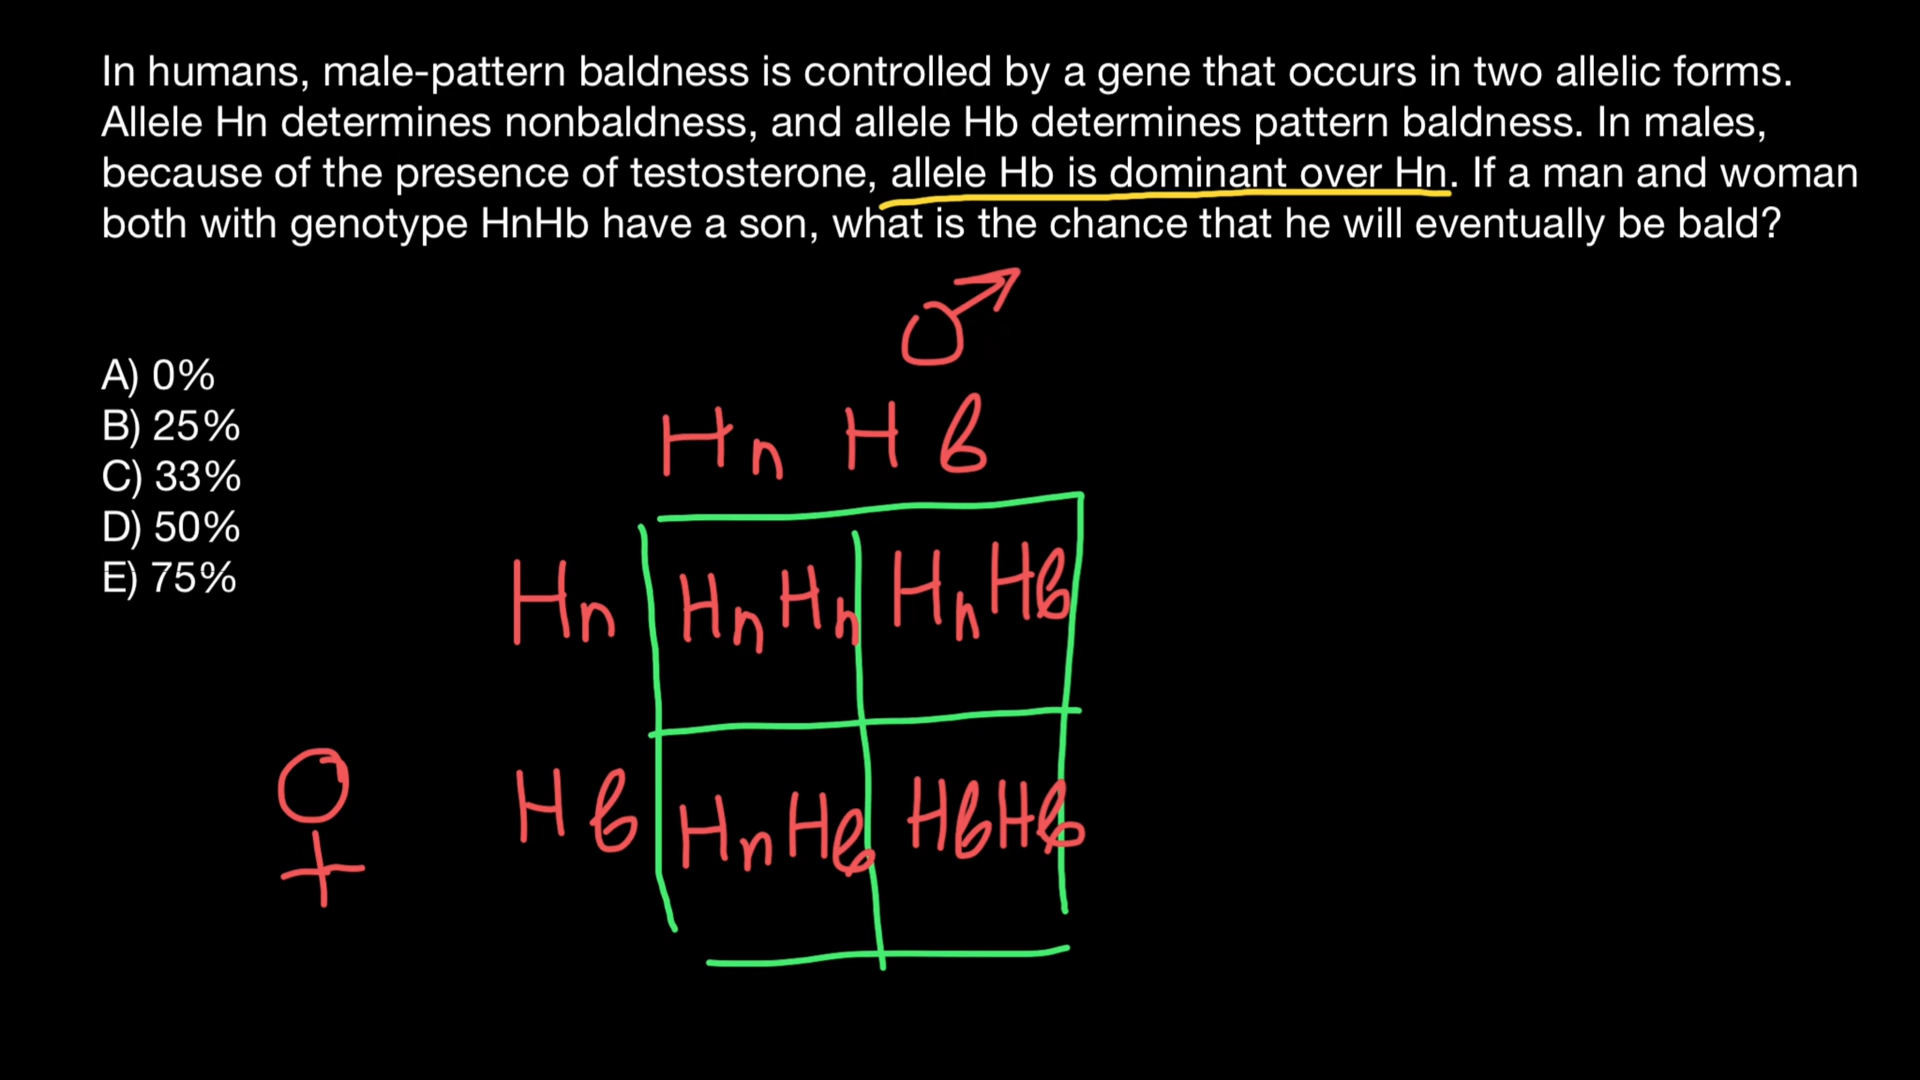 In humans, male-pattern baldness is controlled by a gene that occurs in two allelic forms.
Allele Hn determines nonbaldness, and allele Hb determines pattern baldness. In males,
because of the presence of testosterone, allele Hb is dominant over Hn. If a man and woman
both with genotype HnHb have a son, what is the chance that he will eventually be bald?
A) 0%
B) 25%
C) 33%
D) 50%
E) 75%
♂
Hn Hb
Hn HnHn HnHb
♀
Hb HnHb HbHb